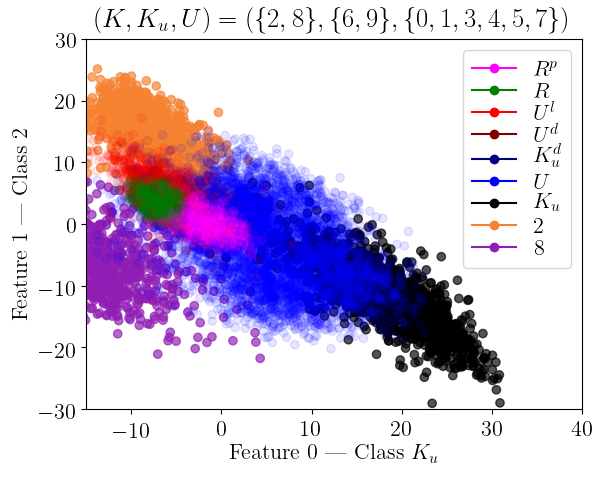 (K, K_u, U) = ({2, 8}, {6, 9}, {0, 1, 3, 4, 5, 7})
30
20
10
0
−10
−20
−30
−10
0
10
20
30
40
Feature 1 — Class 2
Feature 0 — Class K_u
R^p
R
U^l
U^d
K_u^d
U
K_u
2
8